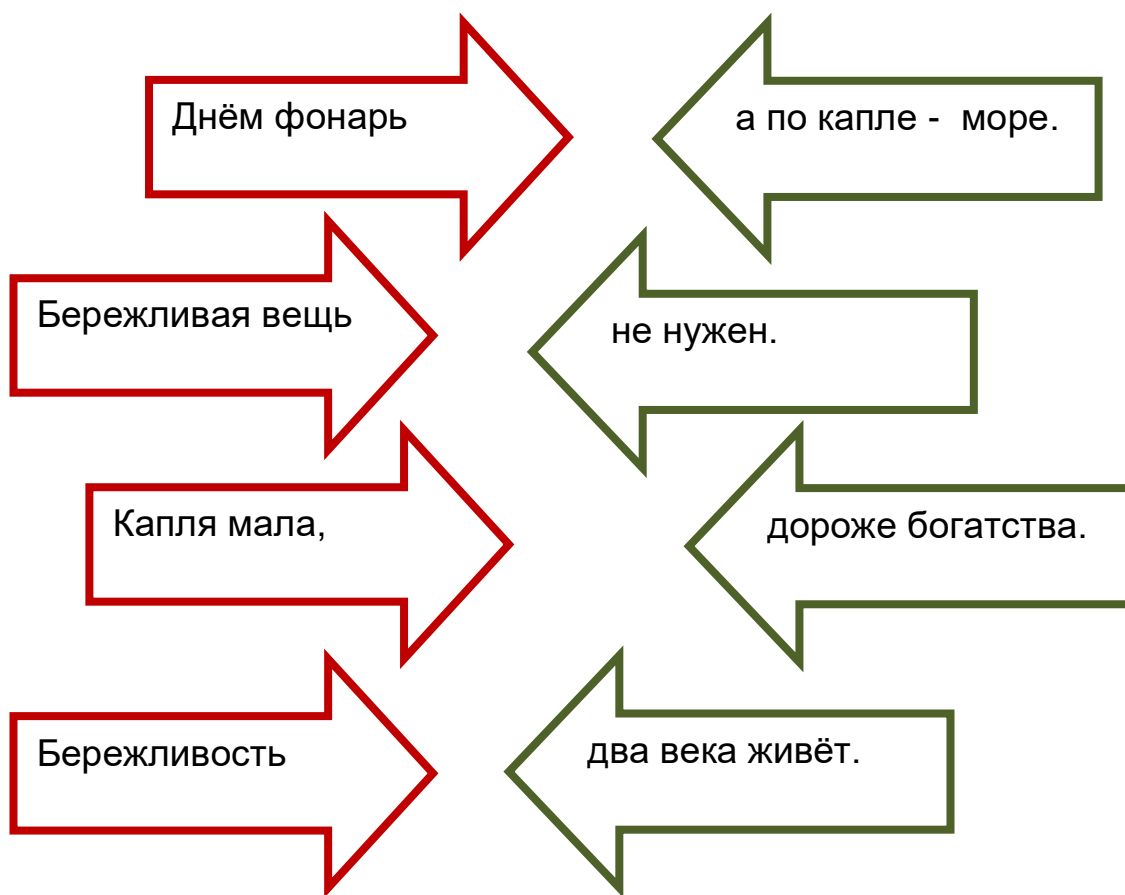 Днём фонарь
а по капле -  море.
Бережливая вещь
не нужен.
Капля мала,
дороже богатства.
Бережливость
два века живёт.